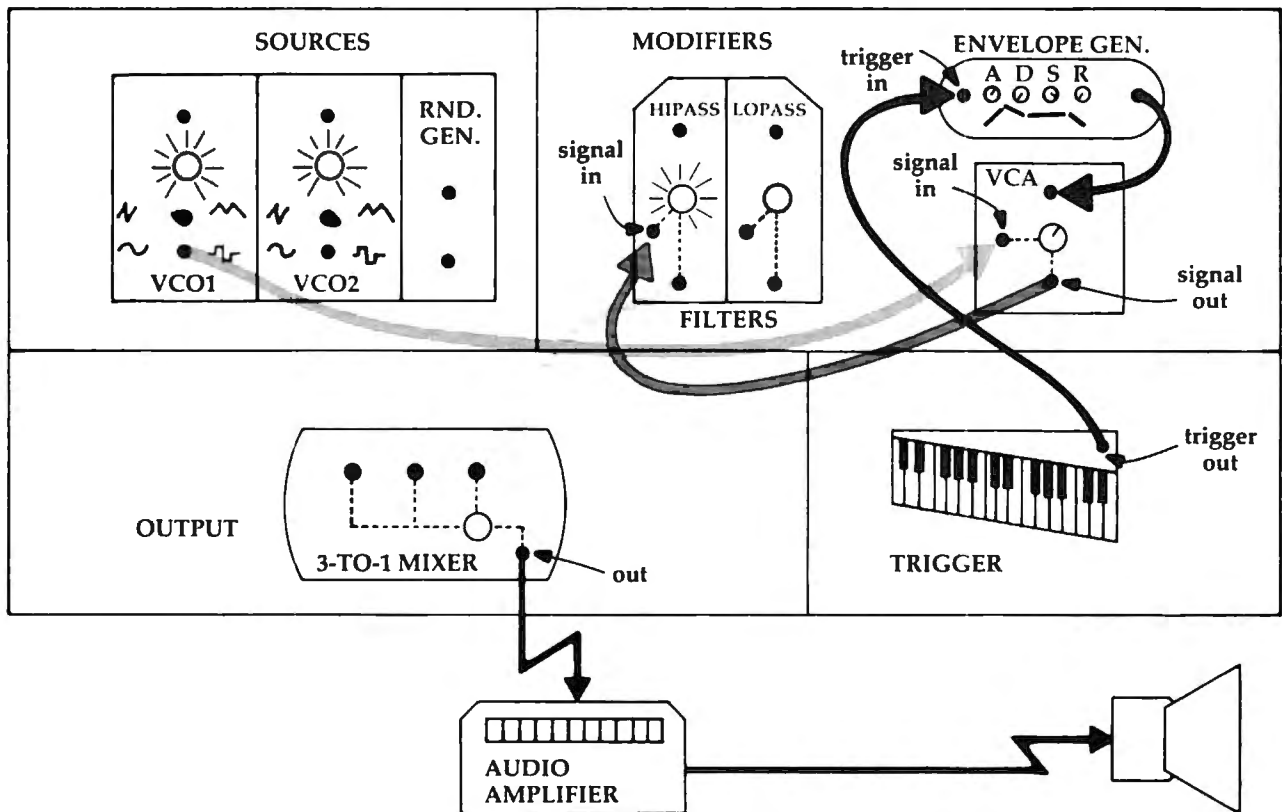 SOURCES
MODIFIERS
ENVELOPE GEN.
trigger
in
A D S R
RND.
GEN.
HIPASS
LOPASS
signal
in
signal
in
VCA
VCO1
VCO2
FILTERS
signal
out
trigger
out
OUTPUT
3-TO-1 MIXER
out
TRIGGER
AUDIO
AMPLIFIER